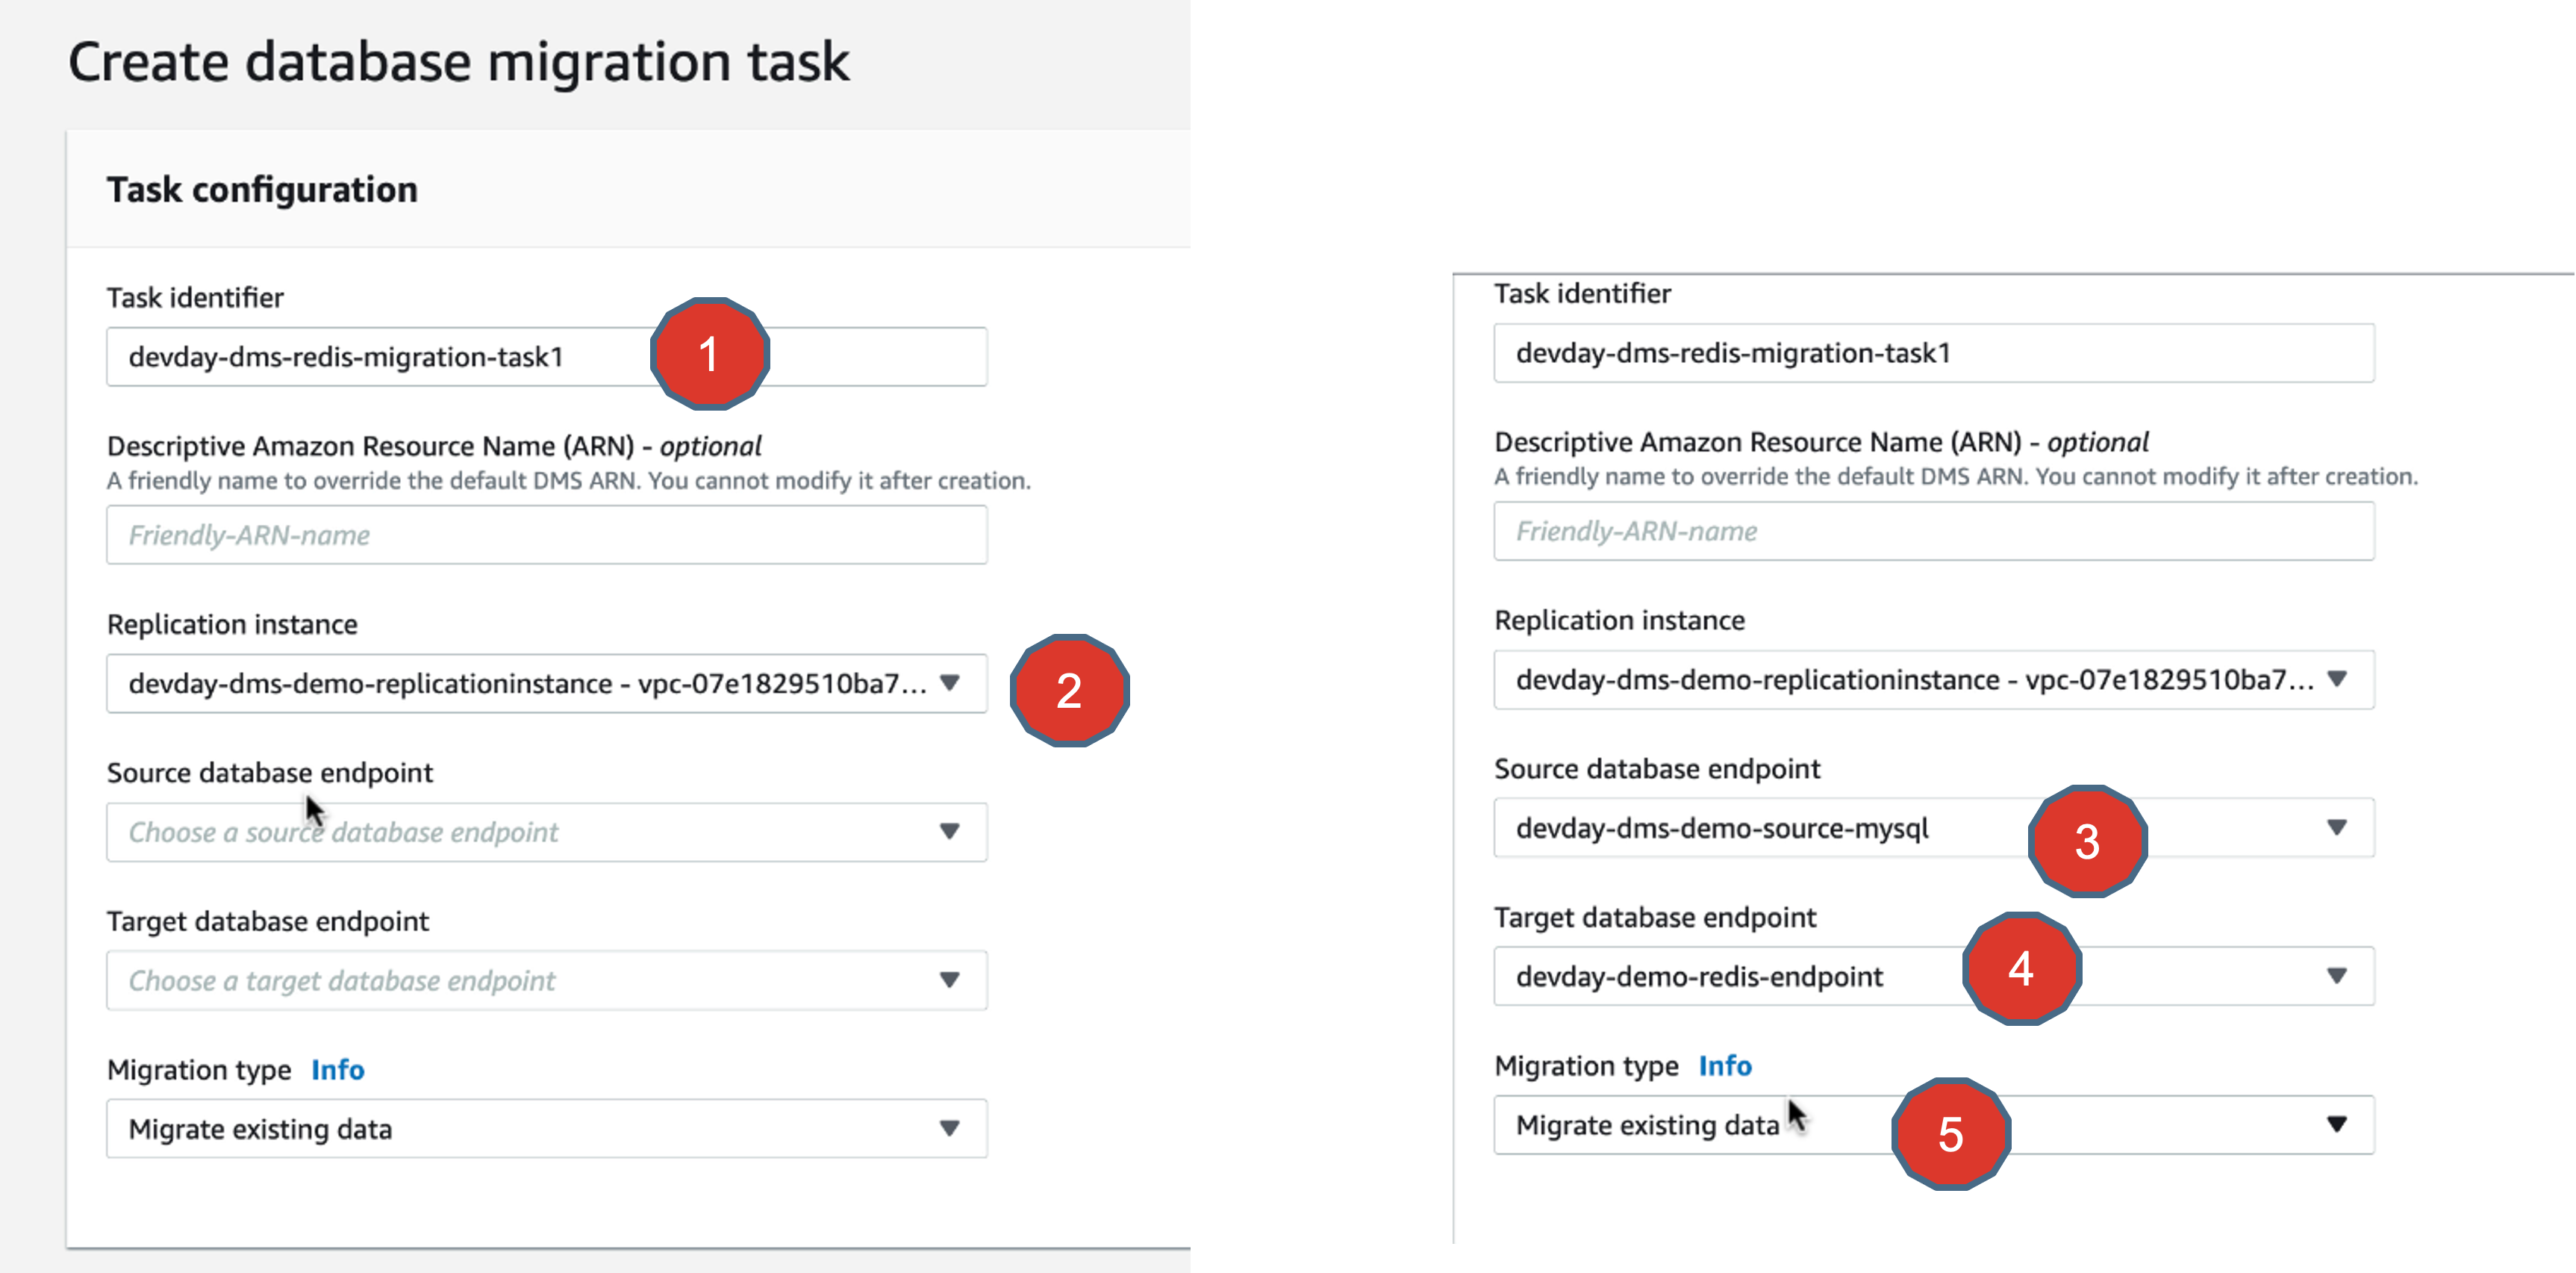 Create database migration task
Task configuration
Task identifier
devday-dms-redis-migration-task1
1
Descriptive Amazon Resource Name (ARN) - optional
A friendly name to override the default DMS ARN. You cannot modify it after creation.
Friendly-ARN-name
Replication instance
devday-dms-demo-replicationinstance - vpc-07e1829510ba7...
2
Source database endpoint
Choose a source database endpoint
Target database endpoint
Choose a target database endpoint
Migration type Info
Migrate existing data
Task identifier
devday-dms-redis-migration-task1
Descriptive Amazon Resource Name (ARN) - optional
A friendly name to override the default DMS ARN. You cannot modify it after creation.
Friendly-ARN-name
Replication instance
devday-dms-demo-replicationinstance - vpc-07e1829510ba7...
Source database endpoint
devday-dms-demo-source-mysql
3
Target database endpoint
devday-demo-redis-endpoint
4
Migration type Info
Migrate existing data
5